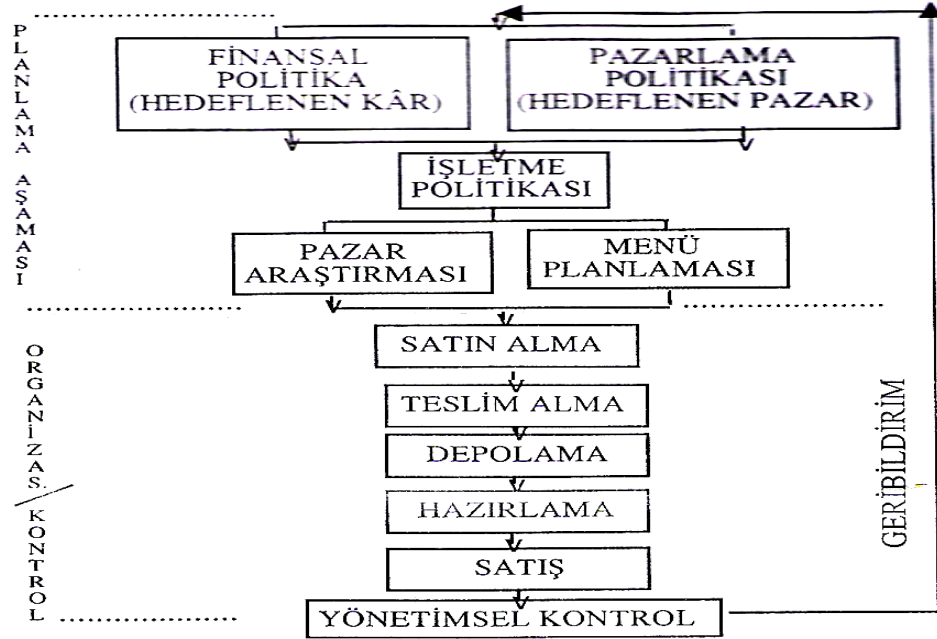 PLANLAMA AŞAMASI
FİNANSAL
POLİTİKA
(HEDEFLENEN KÂR)
PAZARLAMA
POLİTİKASI
(HEDEFLENEN PAZAR)
İŞLETME
POLİTİKASI
PAZAR
ARAŞTIRMASI
MENÜ
PLANLAMASI
ORGANİZAS. / KONTROL
SATIN ALMA
TESLİM ALMA
DEPOLAMA
HAZIRLAMA
SATIŞ
YÖNETİMSEL KONTROL
GERİBİLDİRİM